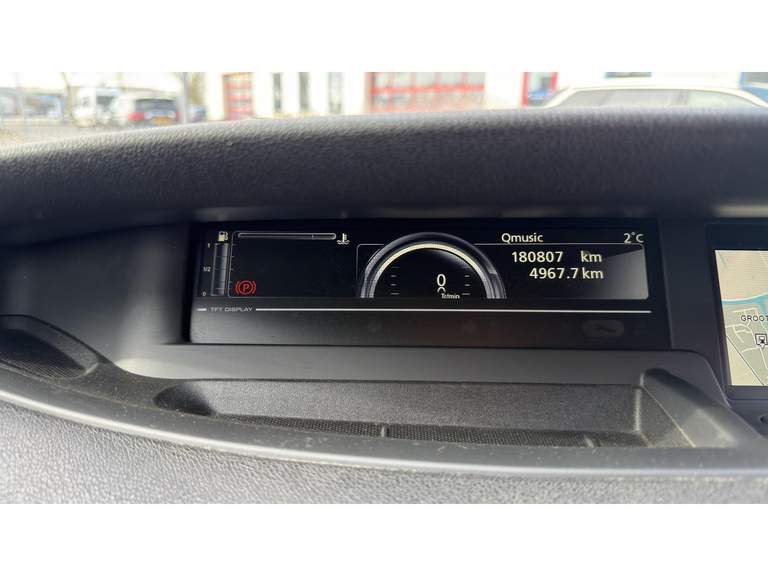 Qmusic 2°C
1
1/2
0
180807 km
4967.7 km
0
Tr/min
P
TFT DISPLAY
GROOT